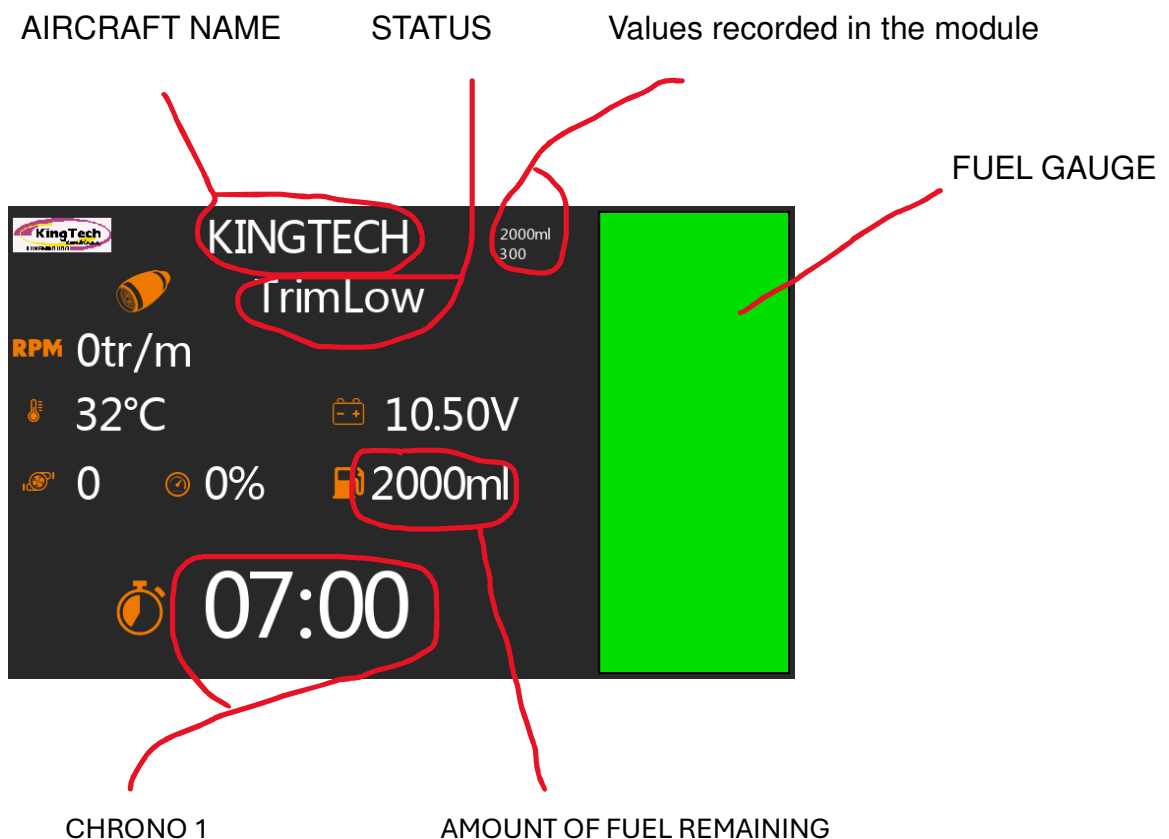 AIRCRAFT NAME STATUS Values recorded in the module
FUEL GAUGE
KingTech
KINGTECH
2000ml
300
TrimLow
RPM 0tr/m
32°C 10.50V
0 0% 2000ml
07:00
CHRONO 1 AMOUNT OF FUEL REMAINING